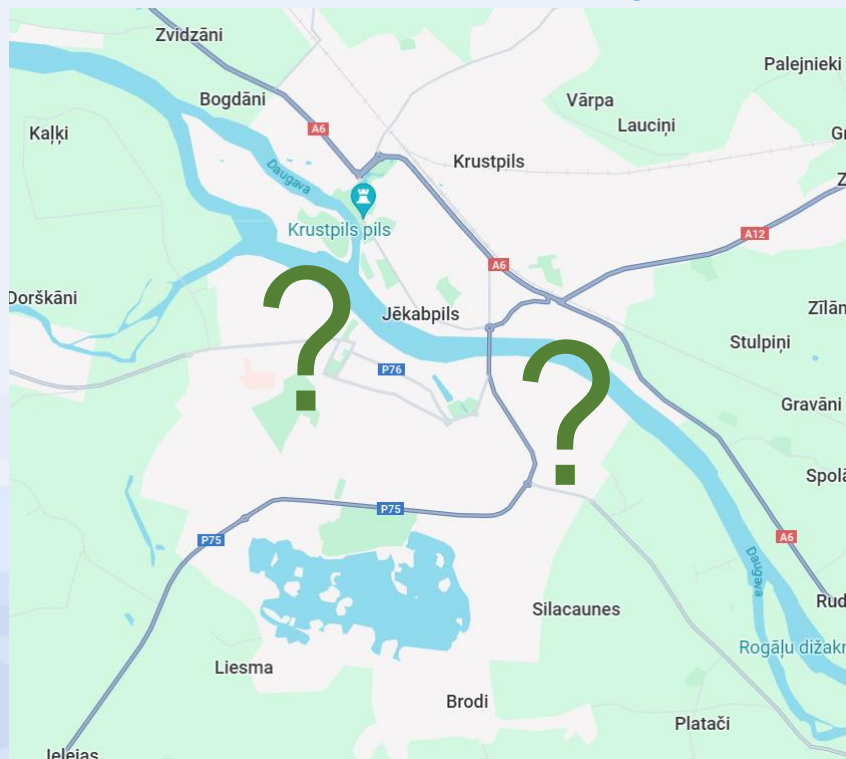 Zvidzāni
Palejnieki
Bogdāni
Vārpa
Lauciņi
A6
Kaļķi
Krustpils
Daugava
Krustpils pils
A12
A6
Dorškāni
Jēkabpils
Stulpiņi
?
?
P76
Gravāni
P75
P75
A6
Daugava
Silacaunes
Liesma
Brodi
Platači